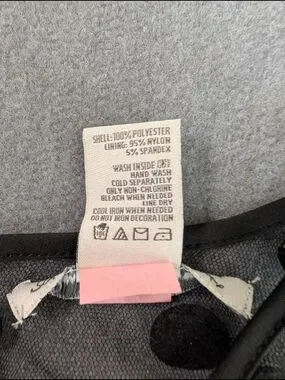 SHELL: 100% POLYESTER
LINING: 95% NYLON
5% SPANDEX
WASH INSIDE OUT
HAND WASH
COLD SEPARATELY
ONLY NON-CHLORINE
BLEACH WHEN NEEDED
LINE DRY
COOL IRON WHEN NEEDED
DO NOT IRON DECORATION